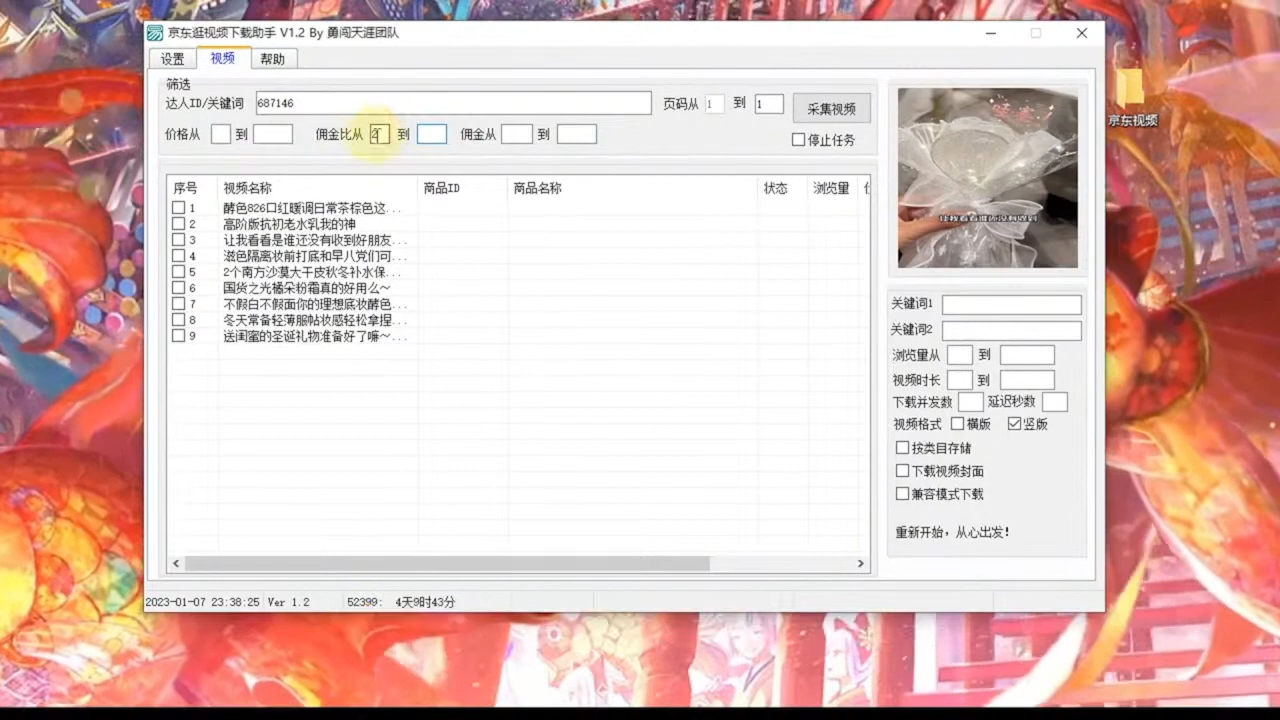 京东逛视频下载助手 V1.2 By 勇闯天涯团队
设置 视频 帮助
筛选
达人ID/关键词 687146 页码从 1 到 1 采集视频
价格从 到 佣金比从 2 到 佣金从 到 停止任务
序号 视频名称 商品ID 商品名称 状态 浏览量
1 酵色826口红暖调日常茶棕色这...
2 高阶版抗初老水乳我的神
3 让我看看是谁还没有收到好朋友...
4 滋色隔离妆前打底和早八党们可...
5 2个南方沙漠大干皮秋冬补水保...
6 国货之光橘朵粉霜真的好用么~
7 不假白不假面你的理想底妆酵色...
8 冬天常备轻薄服帖妆感轻松拿捏...
9 送闺蜜的圣诞礼物准备好了嘛~...
让我看看谁还没有收到
关键词1
关键词2
浏览量从 到
视频时长 到
下载并发数 延迟秒数
视频格式 横版 竖版
按类目存储
下载视频封面
兼容模式下载
重新开始，从心出发!
2023-01-07 23:38:25 Ver 1.2 52399: 4天9时43分
京东视频